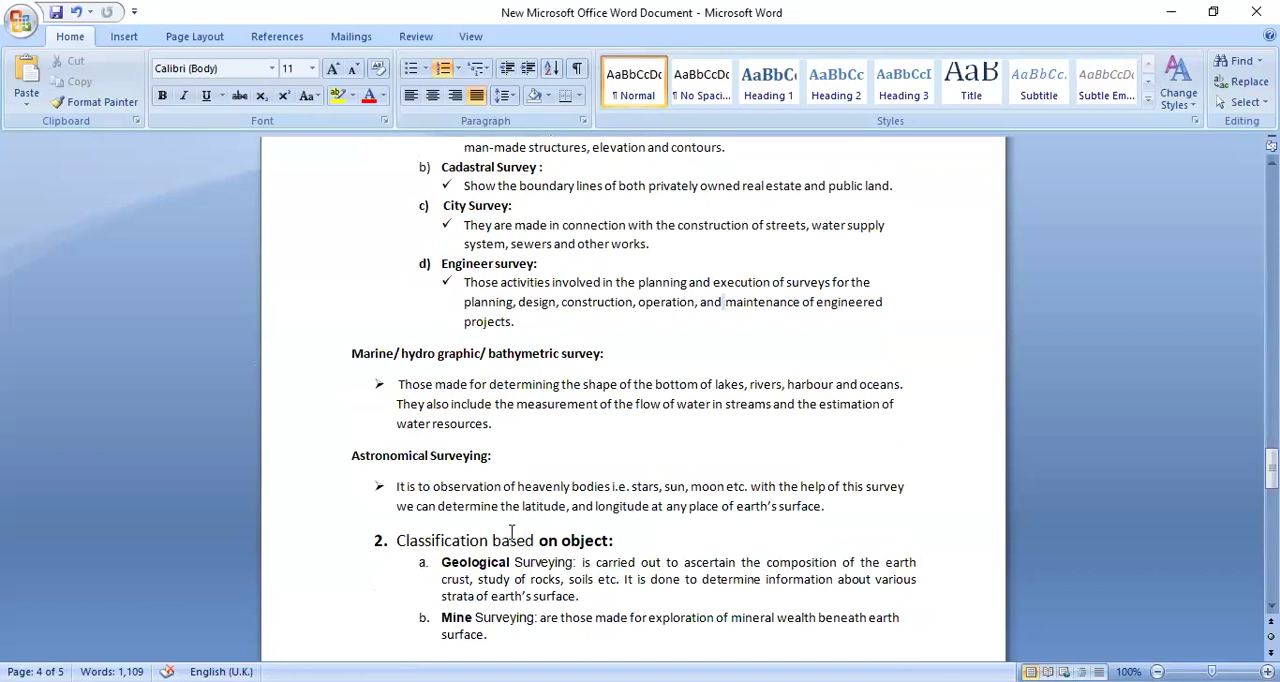 New Microsoft Office Word Document - Microsoft Word
Home Insert Page Layout References Mailings Review View
Paste
Cut
Copy
Format Painter
Clipboard
Calibri (Body) 11
Font
Paragraph
AaBbCcDc AaBbCcDc AaBbCc AaBbCc AaBbCcI AaB AaBbCc. AaBbCcDc
¶ Normal ¶ No Spaci... Heading 1 Heading 2 Heading 3 Title Subtitle Subtle Em...
Change
Styles
Styles
Find
Replace
Select
Editing
man-made structures, elevation and contours.
b) Cadastral Survey :
✓ Show the boundary lines of both privately owned real estate and public land.
c) City Survey:
✓ They are made in connection with the construction of streets, water supply
system, sewers and other works.
d) Engineer survey:
✓ Those activities involved in the planning and execution of surveys for the
planning, design, construction, operation, and maintenance of engineered
projects.
Marine/ hydro graphic/ bathymetric survey:
➢ Those made for determining the shape of the bottom of lakes, rivers, harbour and oceans.
They also include the measurement of the flow of water in streams and the estimation of
water resources.
Astronomical Surveying:
➢ It is to observation of heavenly bodies i.e. stars, sun, moon etc. with the help of this survey
we can determine the latitude, and longitude at any place of earth’s surface.
2. Classification based on object:
a. Geological Surveying: is carried out to ascertain the composition of the earth
crust, study of rocks, soils etc. It is done to determine information about various
strata of earth’s surface.
b. Mine Surveying: are those made for exploration of mineral wealth beneath earth
surface.
Page: 4 of 5 Words: 1,109 English (U.K.) 100%